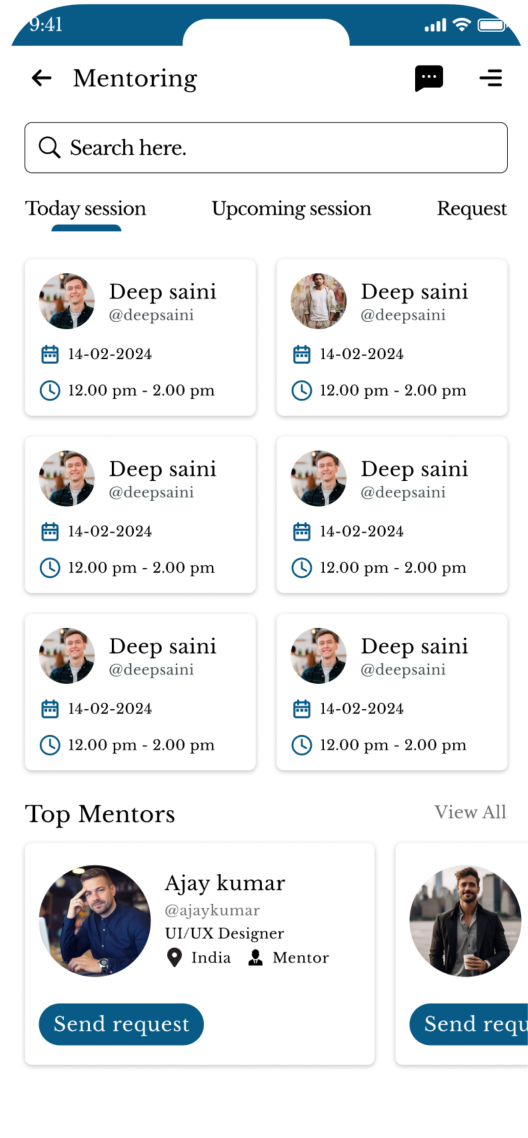 9:41
Mentoring
Search here.
Today session
Upcoming session
Request
Deep saini
@deepsaini
14-02-2024
12.00 pm - 2.00 pm
Deep saini
@deepsaini
14-02-2024
12.00 pm - 2.00 pm
Deep saini
@deepsaini
14-02-2024
12.00 pm - 2.00 pm
Deep saini
@deepsaini
14-02-2024
12.00 pm - 2.00 pm
Deep saini
@deepsaini
14-02-2024
12.00 pm - 2.00 pm
Deep saini
@deepsaini
14-02-2024
12.00 pm - 2.00 pm
Top Mentors
View All
Ajay kumar
@ajaykumar
UI/UX Designer
India
Mentor
Send request
Send requ